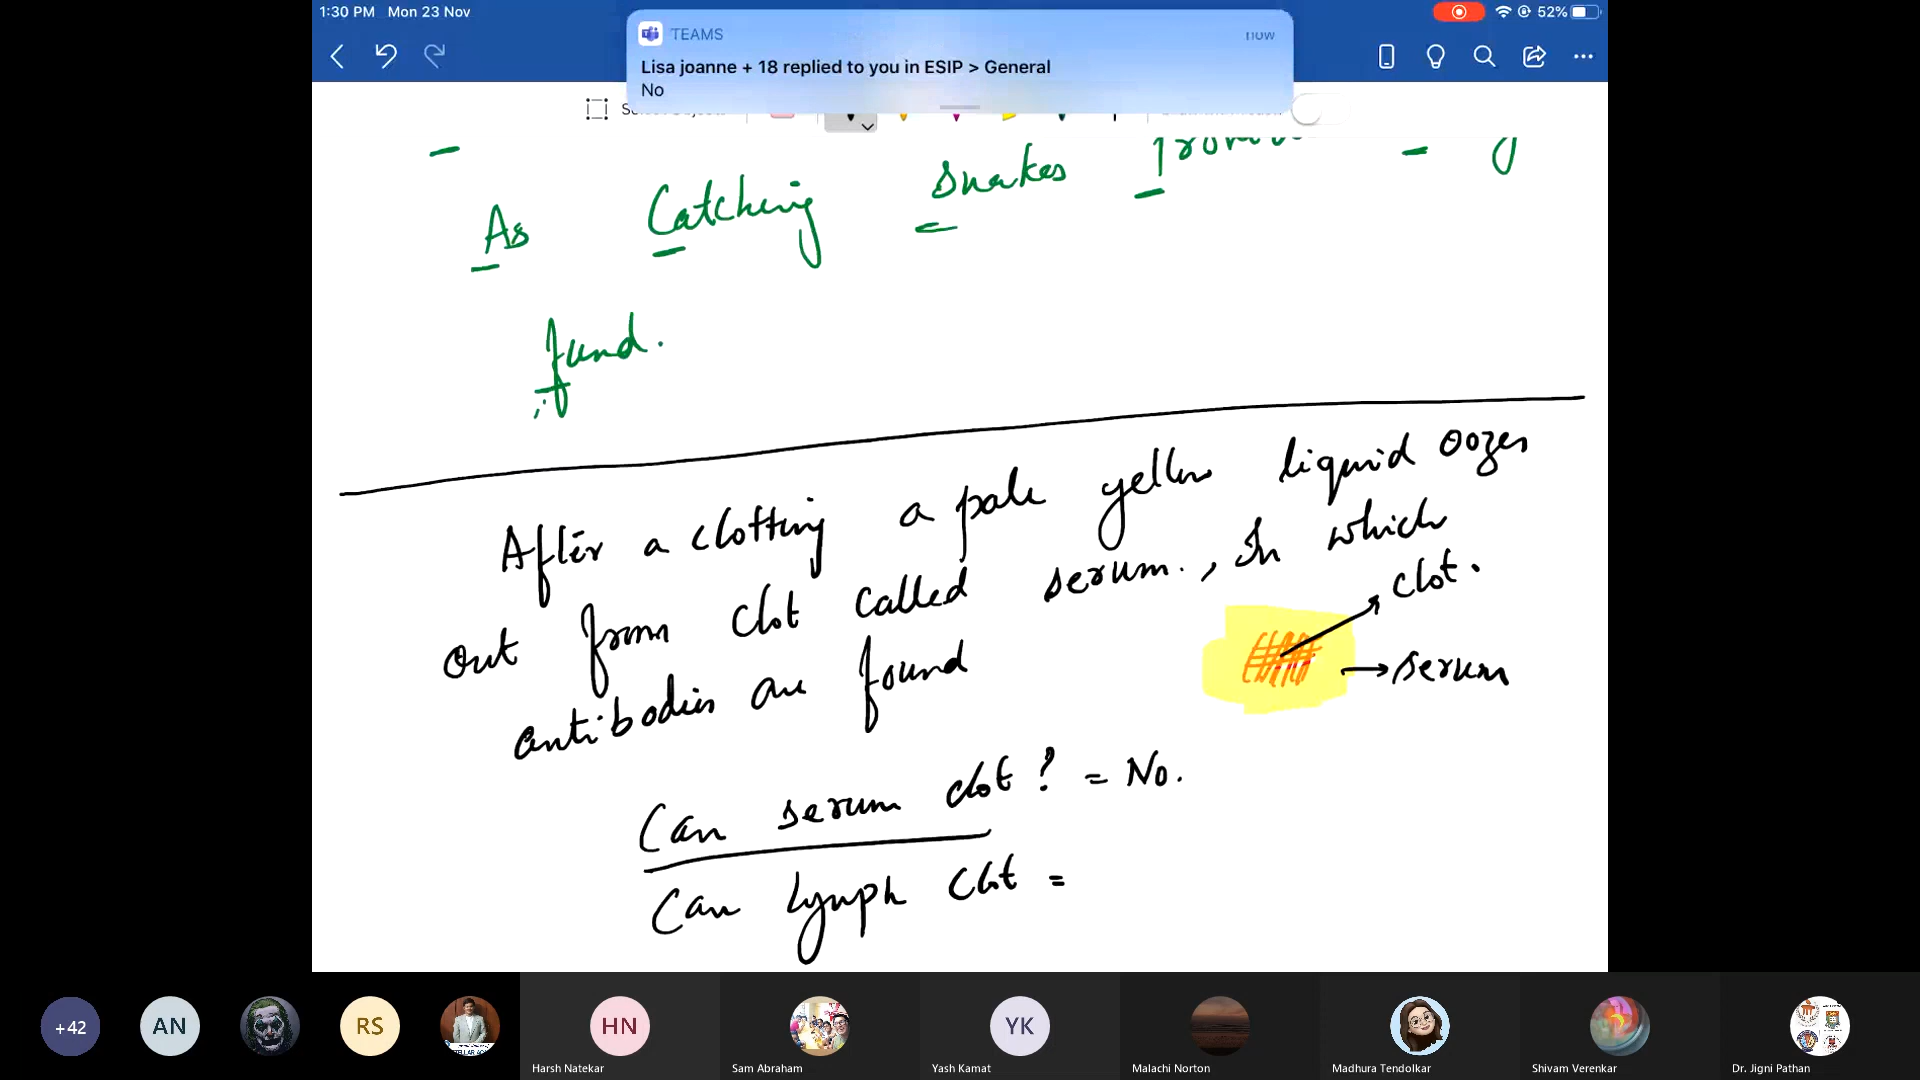 1:30 PM Mon 23 Nov
52%
TEAMS
now
Lisa joanne + 18 replied to you in ESIP > General
No
As Catching snakes
fund.
After a clotting a pale yellow liquid oozes
out from clot called serum., In which
antibodies are found
clot.
serum
Can serum clot? = No.
Can lymph clot =
+42
AN
RS
HN
YK
Harsh Natekar
Sam Abraham
Yash Kamat
Malachi Norton
Madhura Tendolkar
Shivam Verenkar
Dr. Jigni Pathan